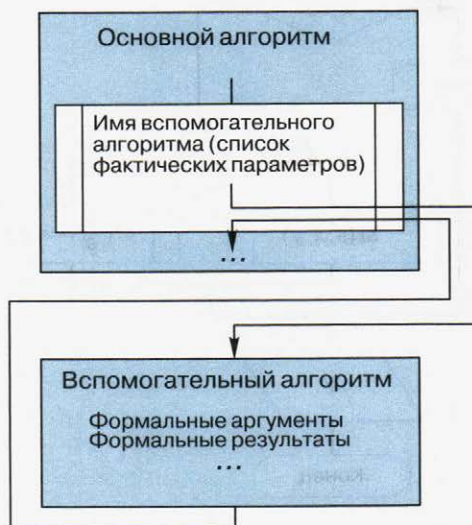 Основной алгоритм
Имя вспомогательного
алгоритма (список
фактических параметров)
...
Вспомогательный алгоритм
Формальные аргументы
Формальные результаты
...